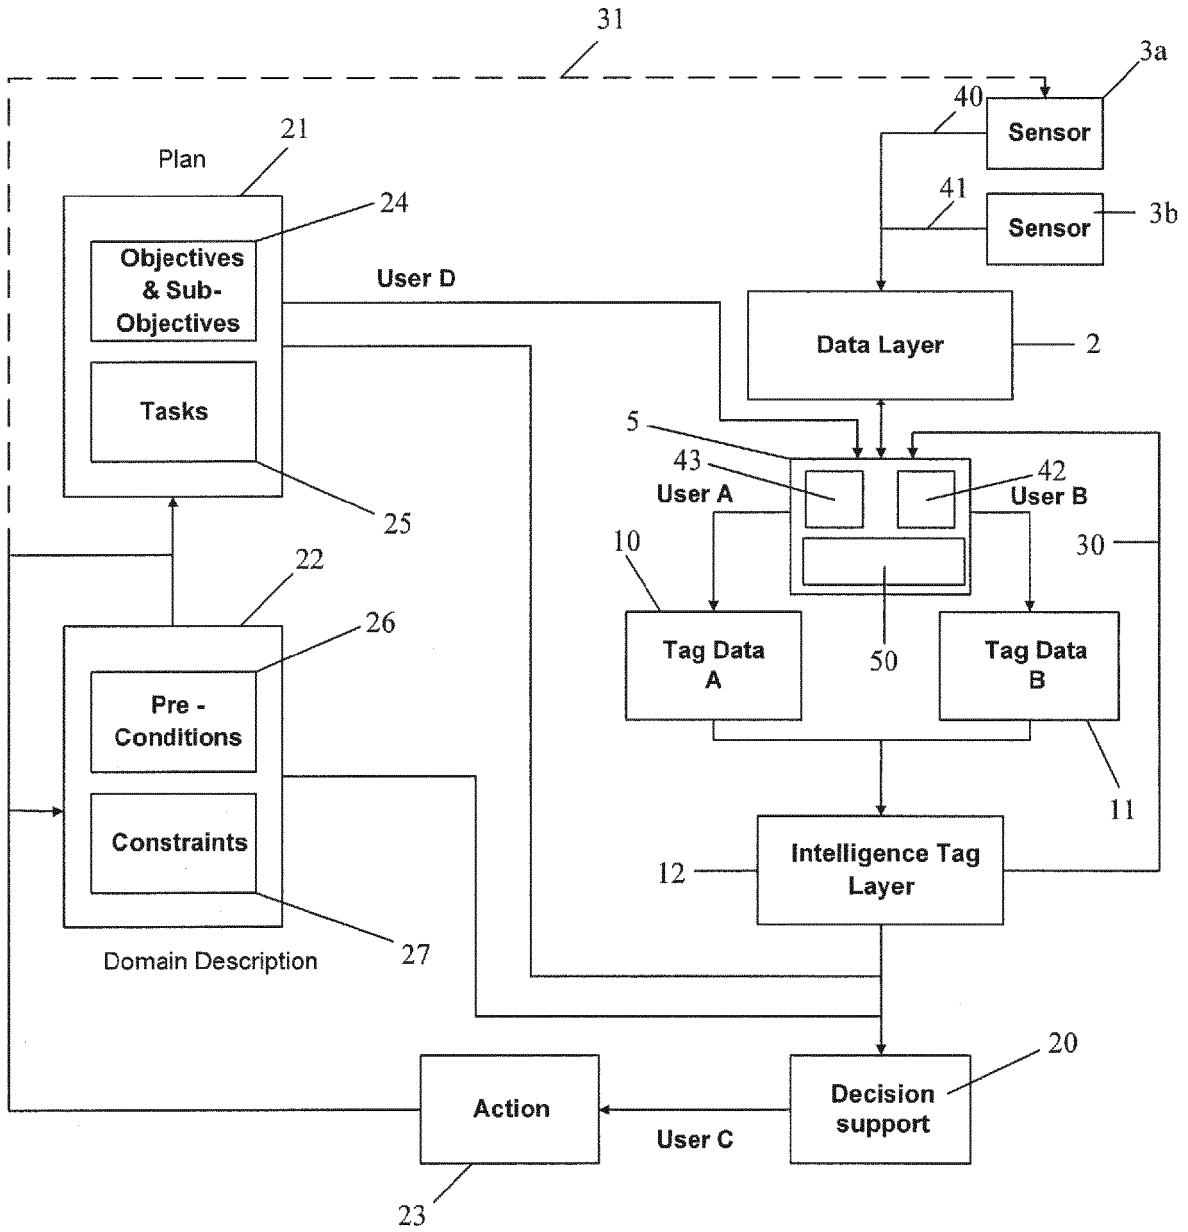 31
3a
40
Sensor
21
Plan
41
3b
Sensor
24
Objectives
& Sub-
Objectives
User D
Data Layer
2
Tasks
5
43
42
User A
User B
25
10
30
22
50
26
Tag Data
A
Tag Data
B
Pre -
Conditions
11
Constraints
12
Intelligence Tag
Layer
27
Domain Description
20
Action
Decision
support
User C
23